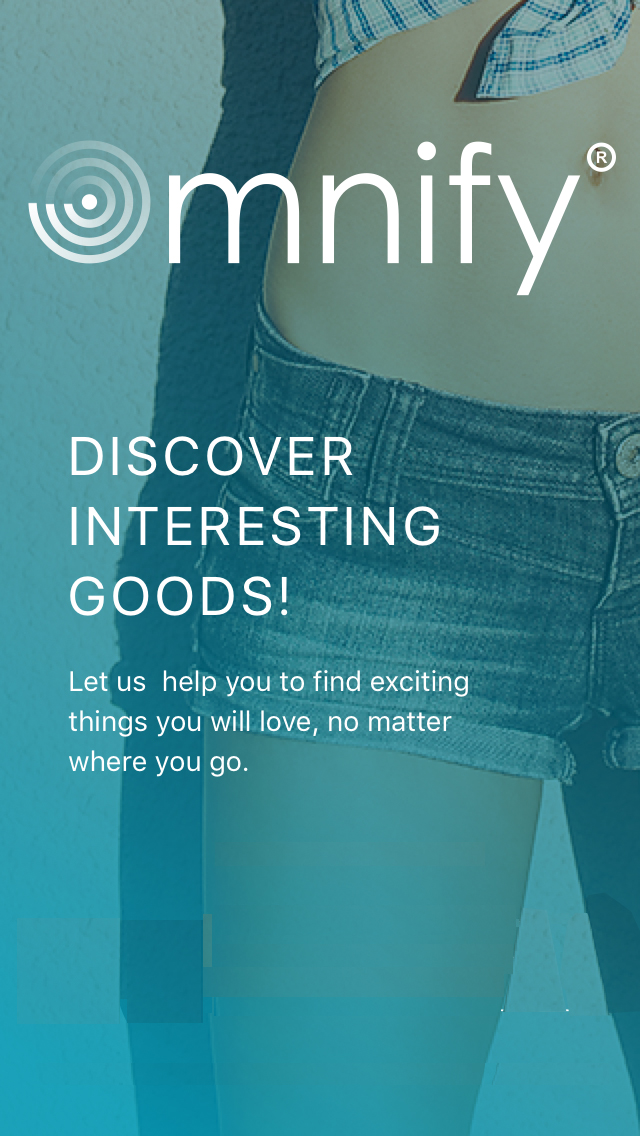 Omnify®
DISCOVER
INTERESTING
GOODS!
Let us  help you to find exciting
things you will love, no matter
where you go.